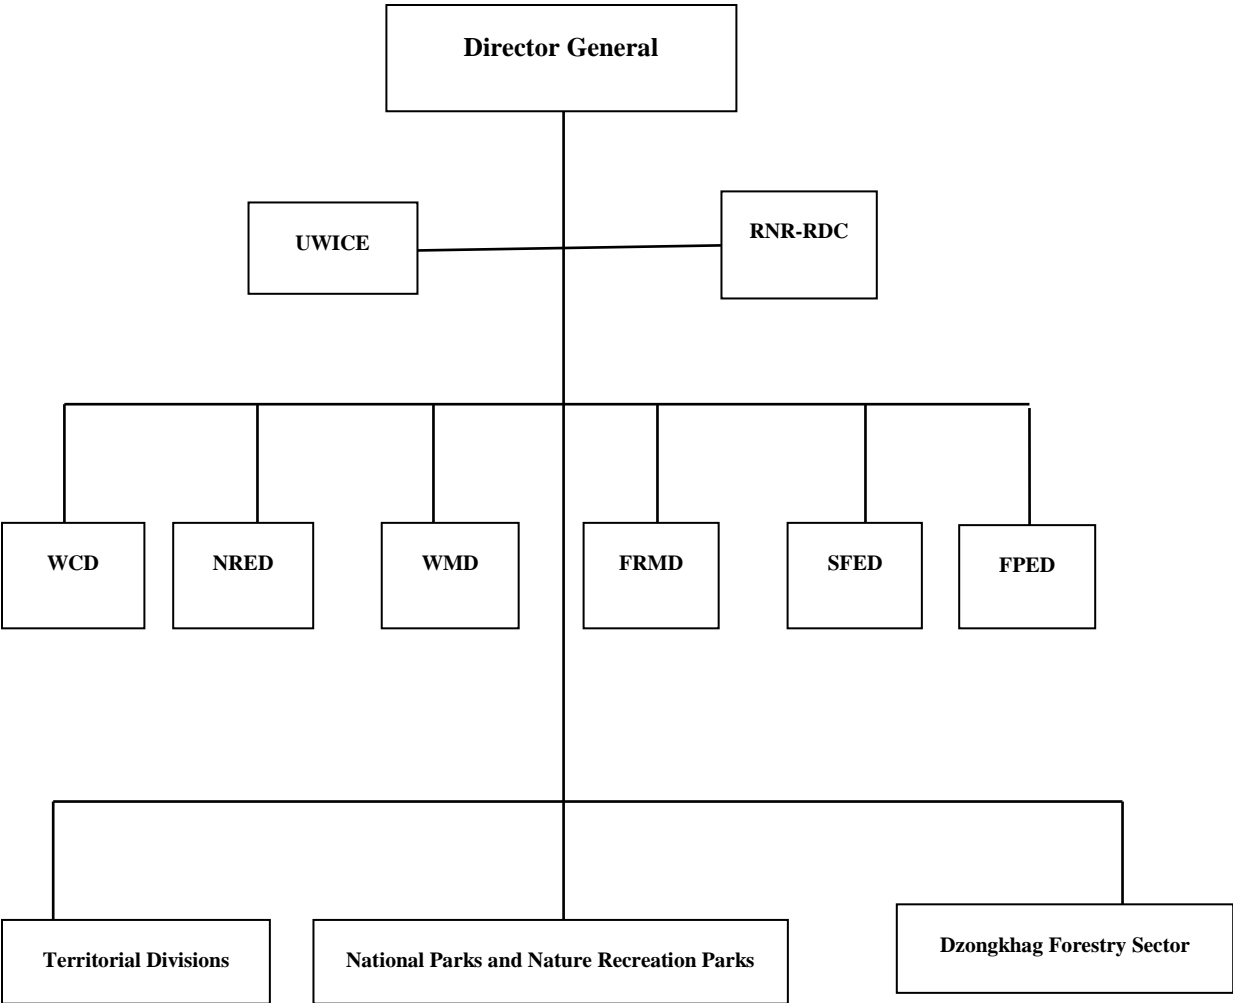 Director General
UWICE
RNR-RDC
WCD
NRED
WMD
FRMD
SFED
FPED
Territorial Divisions
National Parks and Nature Recreation Parks
Dzongkhag Forestry Sector